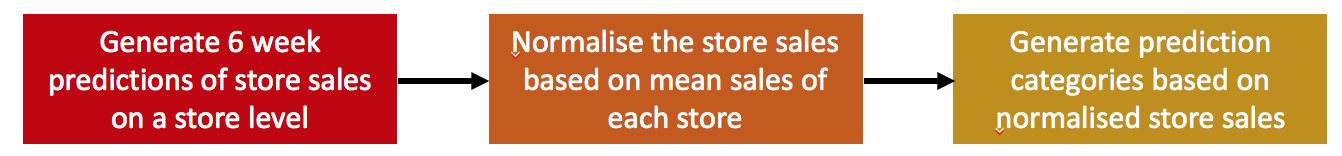 Generate 6 week
predictions of store sales
on a store level
Normalise the store sales
based on mean sales of
each store
Generate prediction
categories based on
normalised store sales